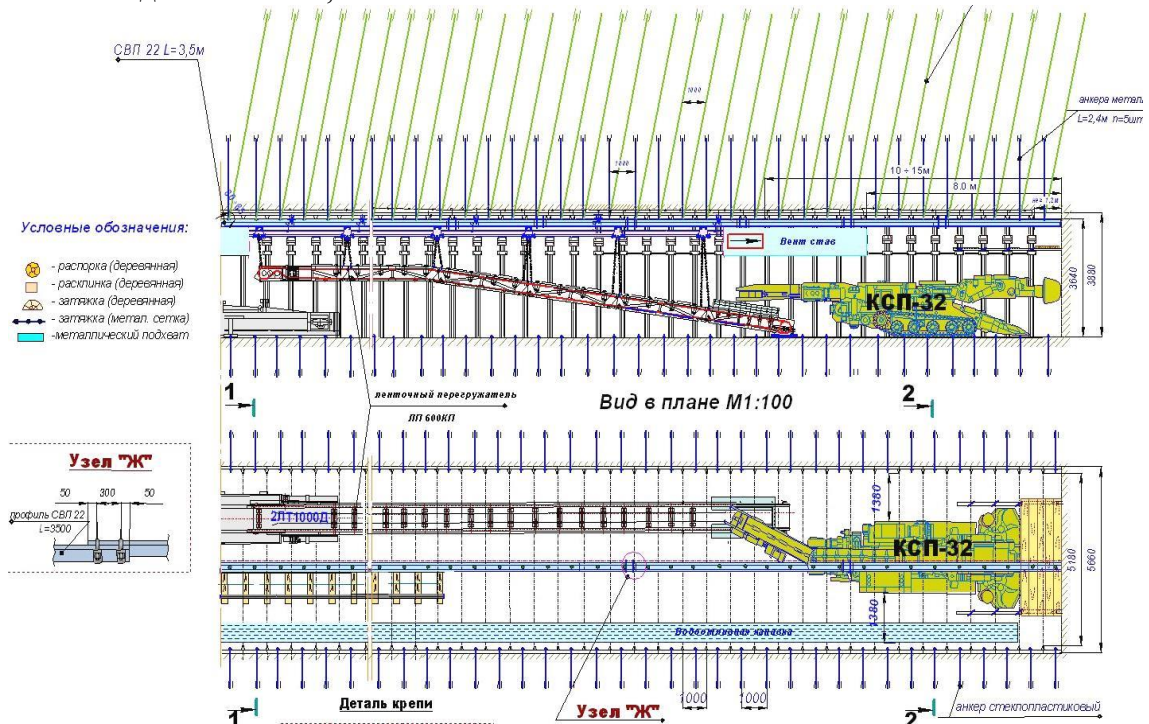 СВП 22 L=3,5м
1000
анкера метал
L=2,4м n=5шт
1000
10 ÷ 15м
8.0 м
Условные обозначения:
Вент став
- распорка (деревянная)
- расклинка (деревянная)
- затяжка (деревянная)
- затяжка (метал. сетка)
-металлический подхват
КСП-32
3640
3880
1
ленточный перегружатель
ЛП 600КП
Вид в плане М1:100
2
Узел "Ж"
50
300
50
профиль СВП 22
L=3500
2ЛТ1000Д
1380
КСП-32
5180
5660
1380
Водоотливная канавка
1000
1000
1
Деталь крепи
Узел "Ж"
2
анкер стеклопластиковый